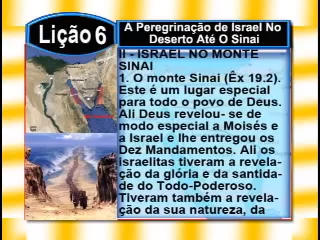 Lição 6
A Peregrinação de Israel No
Deserto Até O Sinai
II - ISRAEL NO MONTE
SINAI
1. O monte Sinai (Êx 19.2).
Este é um lugar especial
para todo o povo de Deus.
Ali Deus revelou- se de
modo especial a Moisés e
a Israel e lhe entregou os
Dez Mandamentos. Ali os
israelitas tiveram a revela-
ção da glória e da santida-
de do Todo-Poderoso.
Tiveram também a revela-
ção da sua natureza, da